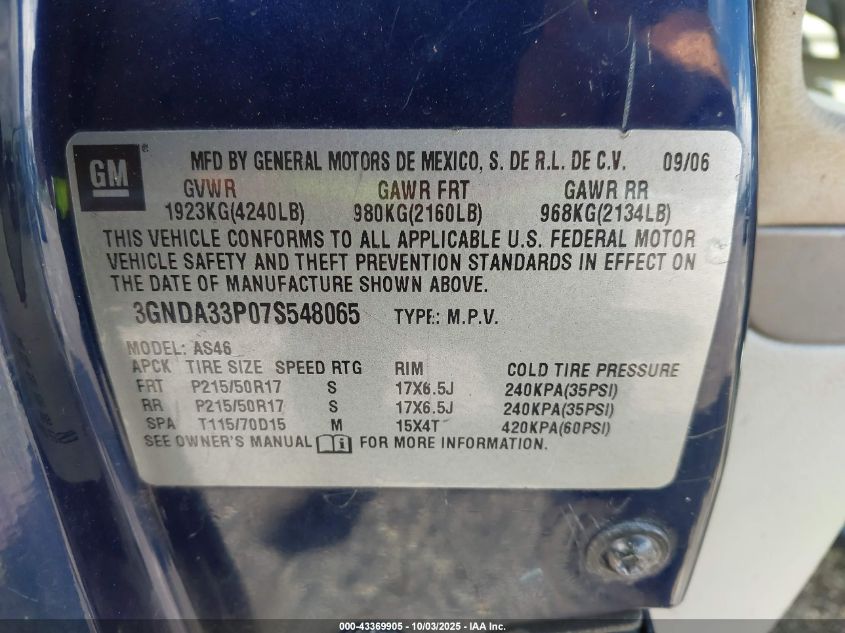 GM ® MFD BY GENERAL MOTORS DE MEXICO, S. DE R.L. DE C.V. 09/06
GVWR GAWR FRT GAWR RR
1923KG(4240LB) 980KG(2160LB) 968KG(2134LB)
THIS VEHICLE CONFORMS TO ALL APPLICABLE U.S. FEDERAL MOTOR
VEHICLE SAFETY AND THEFT PREVENTION STANDARDS IN EFFECT ON
THE DATE OF MANUFACTURE SHOWN ABOVE.
3GNDA33P07S548065 TYPE: M.P.V.
MODEL: AS46
APCK TIRE SIZE SPEED RTG RIM COLD TIRE PRESSURE
FRT P215/50R17 S 17X6.5J 240KPA(35PSI)
RR P215/50R17 S 17X6.5J 240KPA(35PSI)
SPA T115/70D15 M 15X4T 420KPA(60PSI)
SEE OWNER'S MANUAL i FOR MORE INFORMATION.
000-43369905 - 10/03/2025 - IAA Inc.